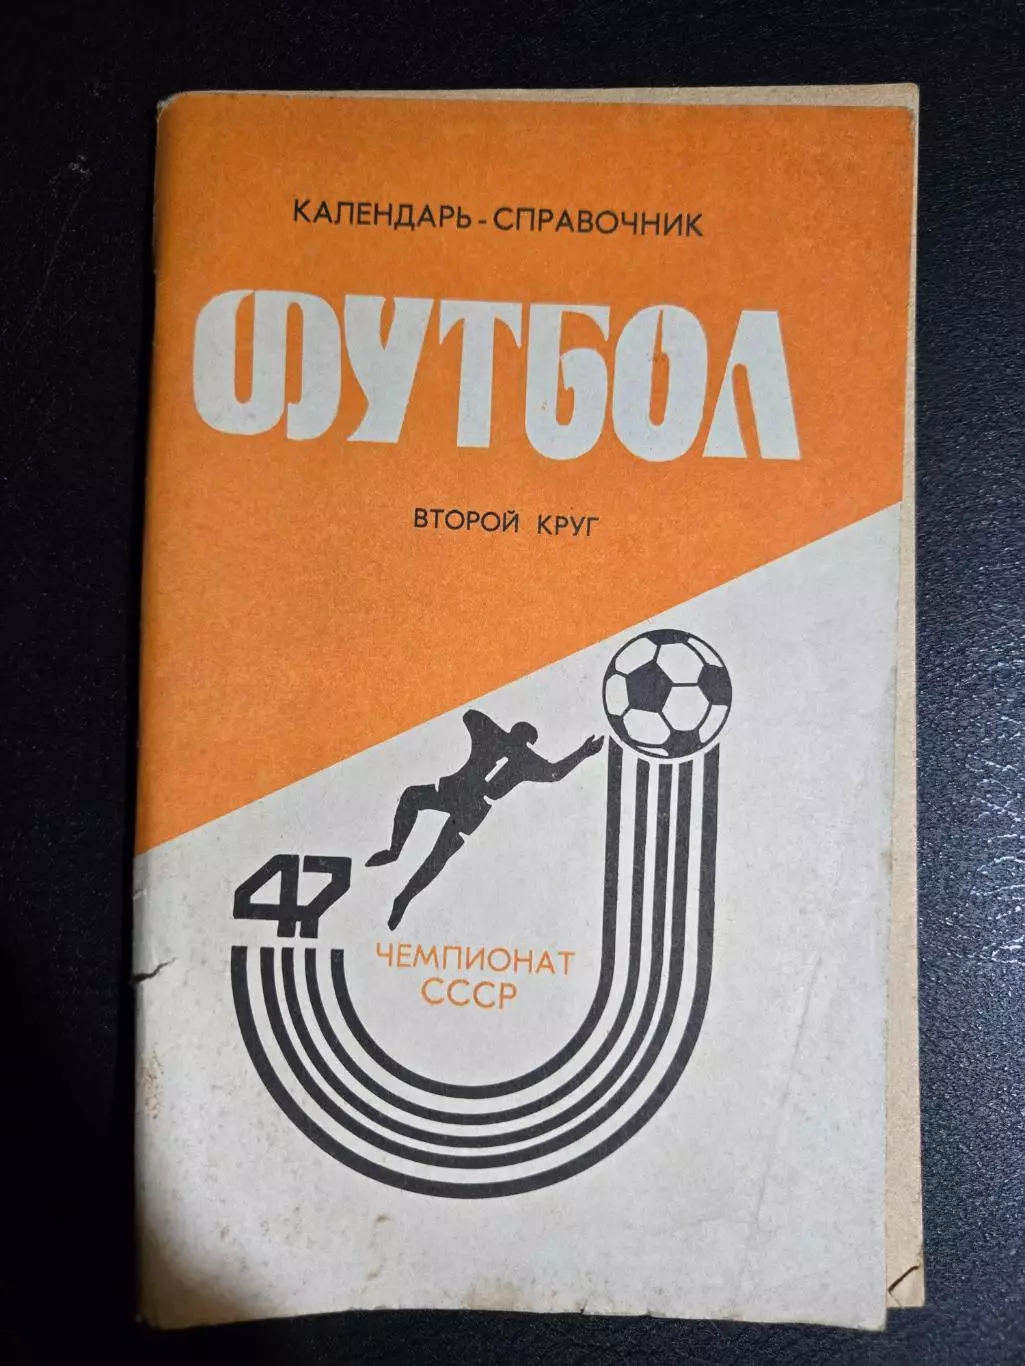 КАЛЕНДАРЬ-СПРАВОЧНИК
ФУТБОЛ
ВТОРОЙ КРУГ
47
ЧЕМПИОНАТ
СССР